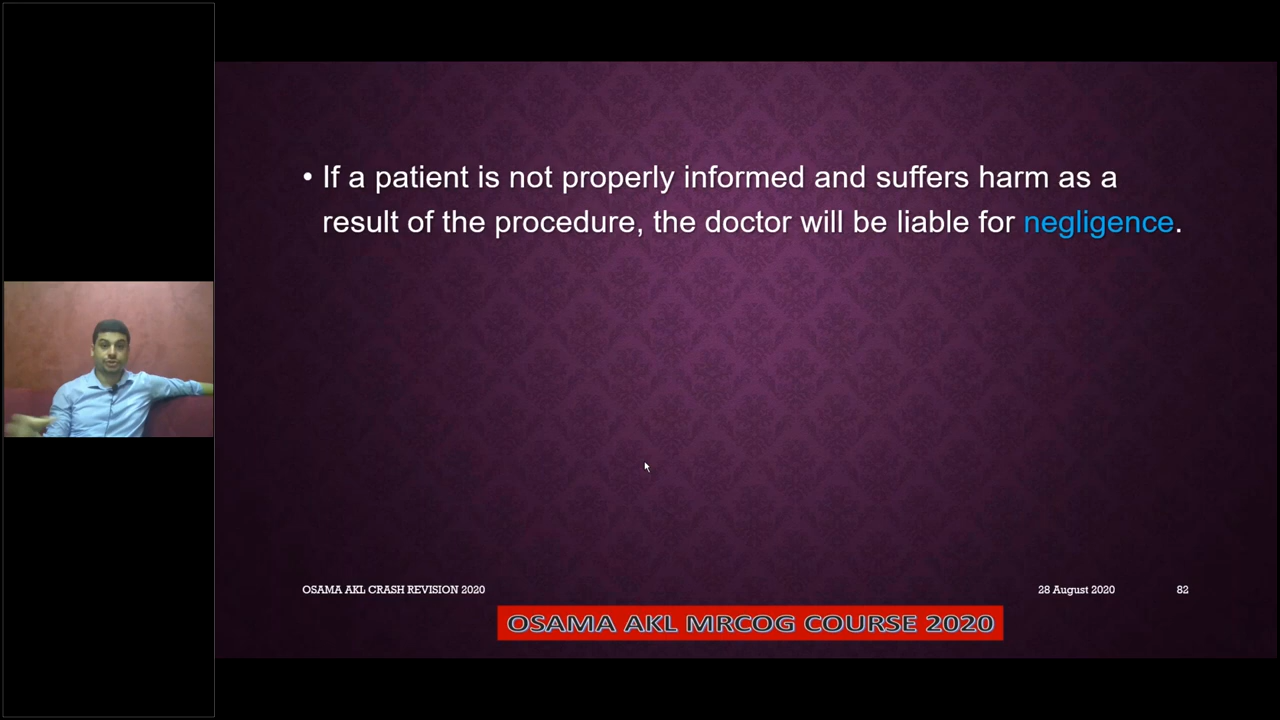 • If a patient is not properly informed and suffers harm as a
result of the procedure, the doctor will be liable for negligence.
OSAMA AKL CRASH REVISION 2020
28 August 2020
82
OSAMA AKL MRCOG COURSE 2020